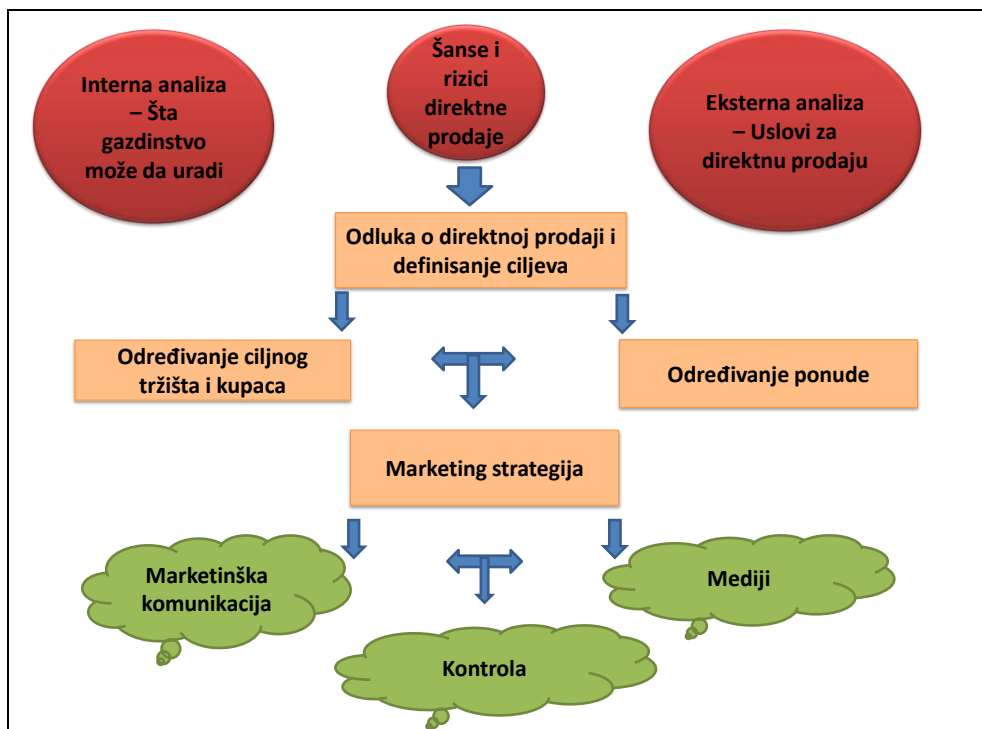 Interna analiza
– Šta
gazdinstvo
može da uradi
Šanse i
rizici
direktne
prodaje
Eksterna analiza
– Uslovi za
direktnu prodaju
Odluka o direktnoj prodaji i
definisanje ciljeva
Određivanje ciljnog
tržišta i kupaca
Određivanje ponude
Marketing strategija
Marketinška
komunikacija
Mediji
Kontrola